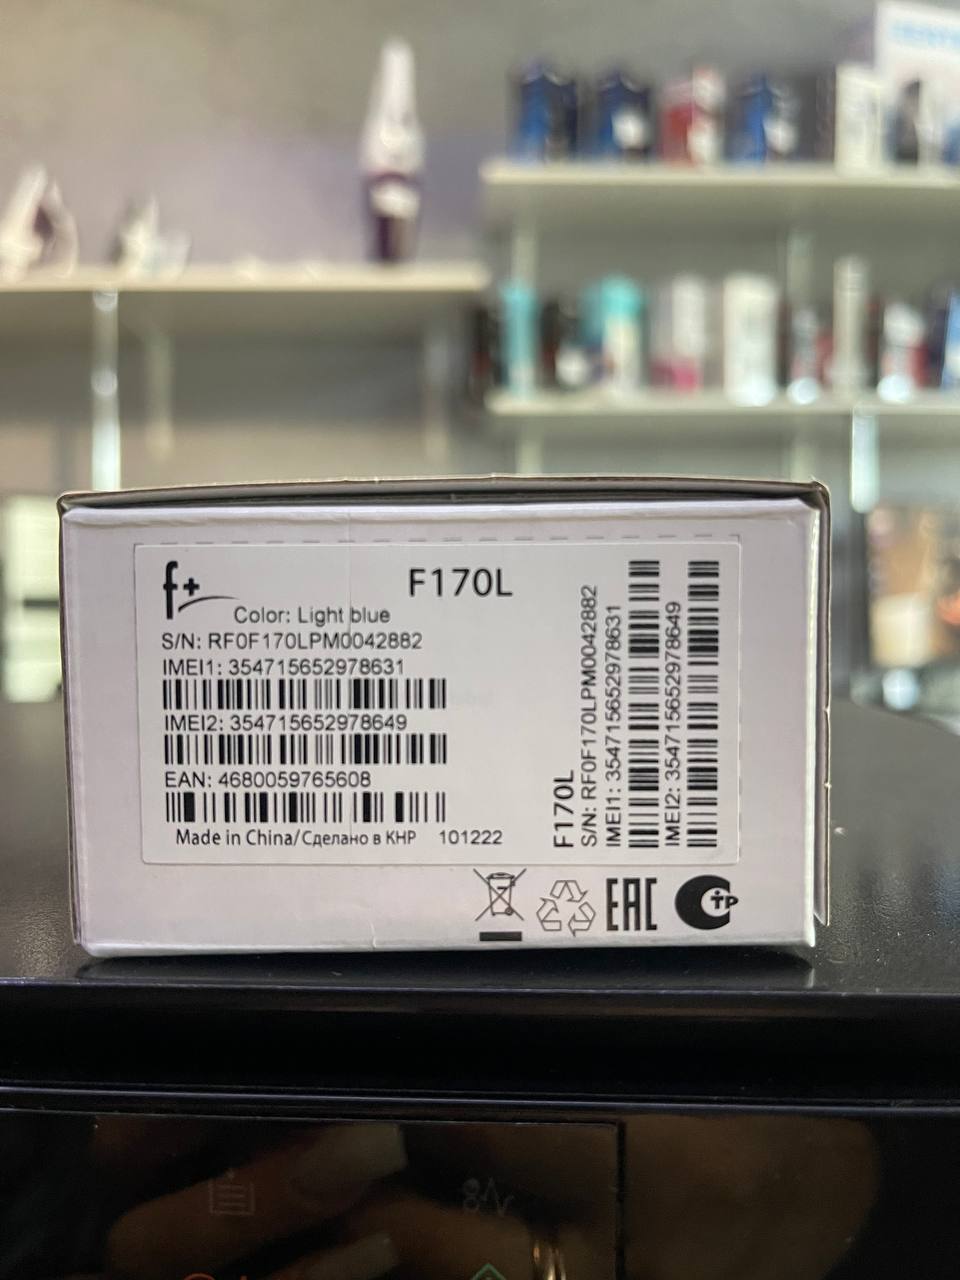 f+
F170L
Color: Light blue
S/N: RF0F170LPM0042882
IMEI1: 354715652978631
IMEI2: 354715652978649
EAN: 4680059765608
Made in China/Сделано в КНР 101222
F170L
S/N: RF0F170LPM0042882
IMEI1: 354715652978631
IMEI2: 354715652978649
EAC
СТР